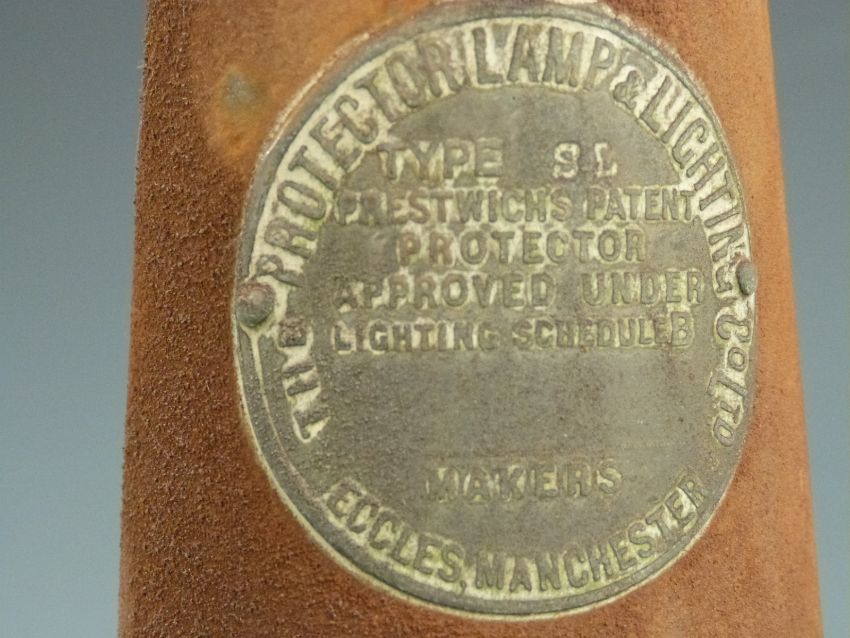 THE PROTECTOR LAMP & LIGHTING Co LTD
TYPE SL
PRESTWICH'S PATENT
PROTECTOR
APPROVED UNDER
LIGHTING SCHEDULE B
MAKERS
ECCLES, MANCHESTER